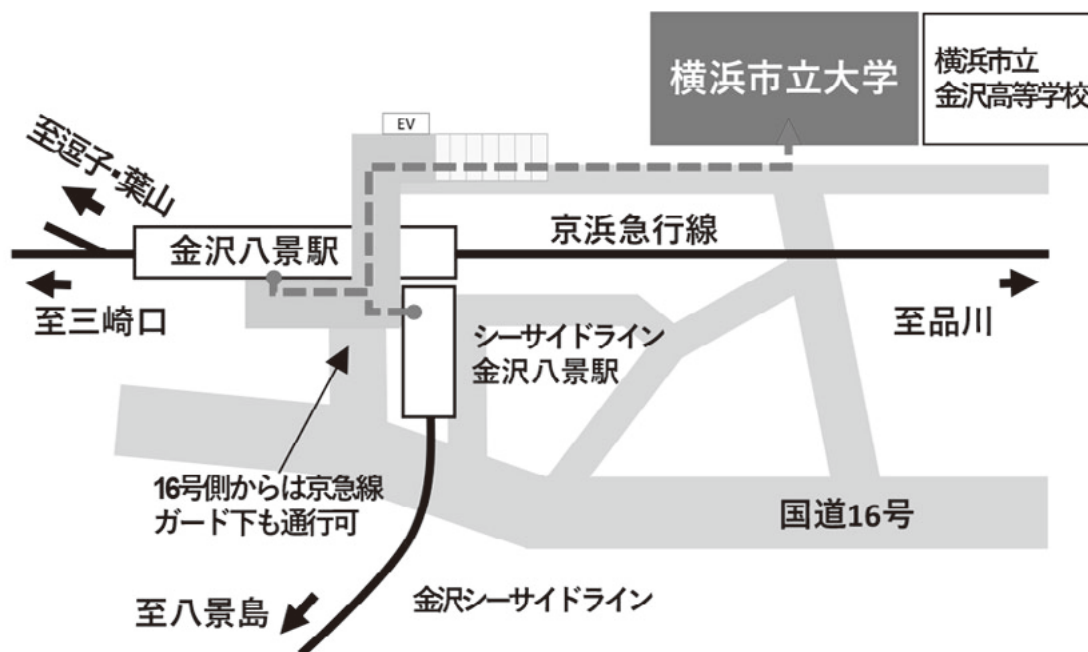 横浜市立大学
横浜市立
金沢高等学校
EV
至逗子・葉山
金沢八景駅
京浜急行線
至三崎口
至品川
シーサイドライン
金沢八景駅
16号側からは京急線
ガード下も通行可
国道16号
至八景島
金沢シーサイドライン